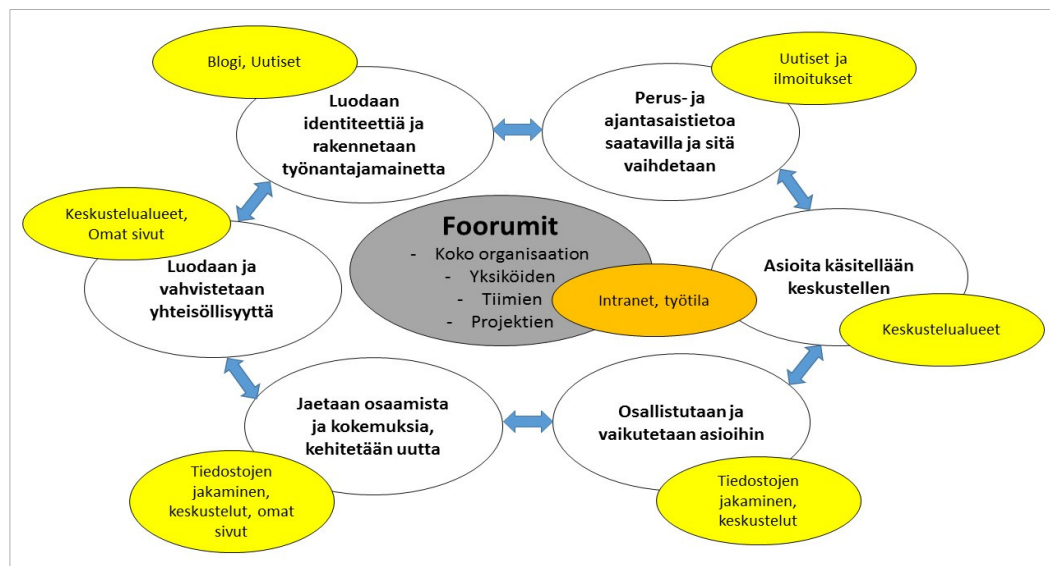 Blogi, Uutiset
Luodaan
identiteettiä ja
rakennetaan
työnantajamainetta
Uutiset ja
ilmoitukset
Perus- ja
ajantasaistietoa
saatavilla ja sitä
vaihdetaan
Keskustelualueet,
Omat sivut
Luodaan ja
vahvistetaan
yhteisöllisyyttä
Foorumit
- Koko organisaation
- Yksiköiden
- Tiimien
- Projektien
Intranet, työtila
Asioita käsitellään
keskustellen
Keskustelualueet
Jaetaan osaamista
ja kokemuksia,
kehitetään uutta
Tiedostojen
jakaminen,
keskustelut, omat
sivut
Osallistutaan ja
vaikutetaan asioihin
Tiedostojen
jakaminen,
keskustelut